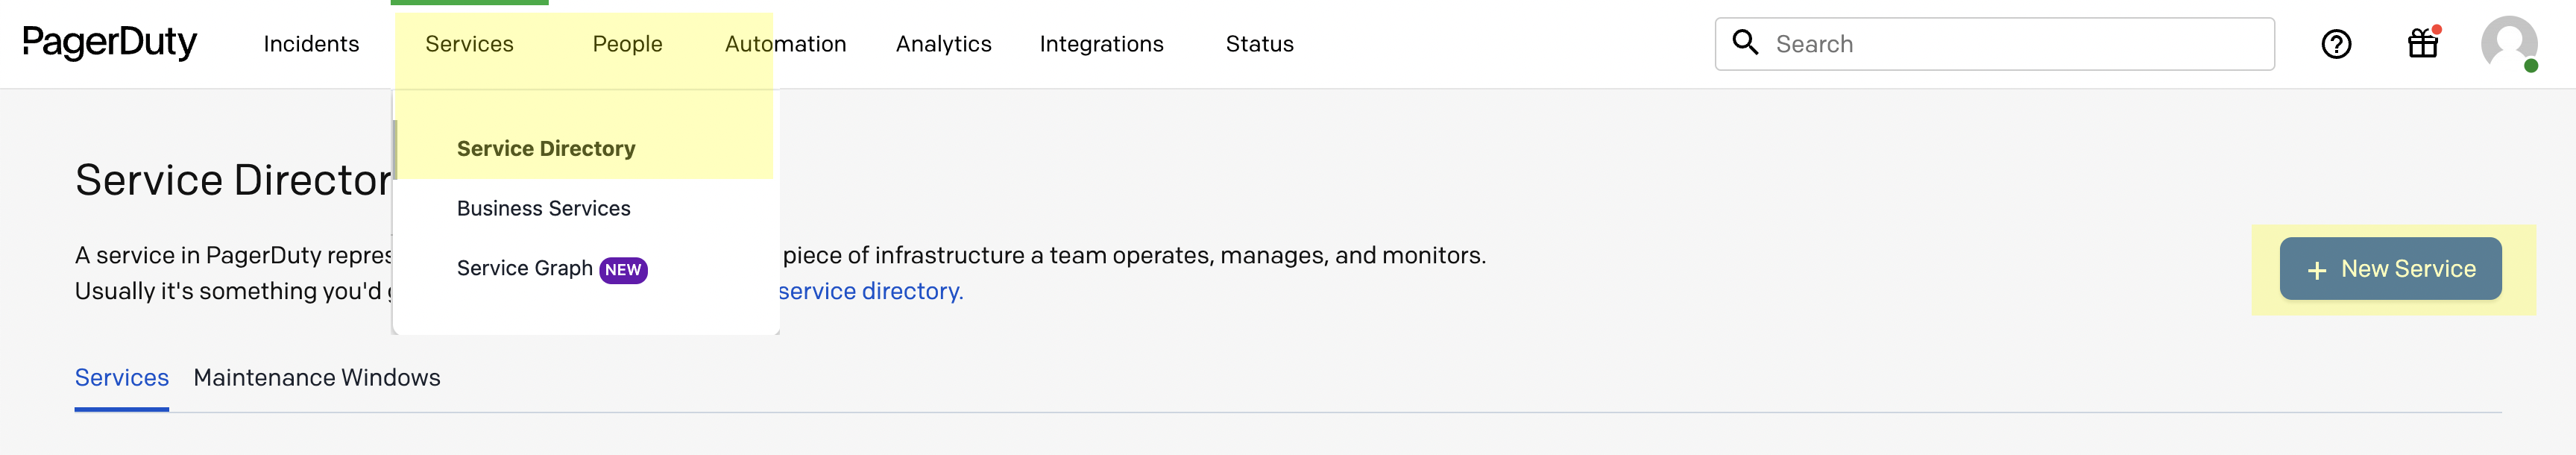 PagerDuty Incidents Services People Automation Analytics Integrations Status Search
Service Directory
Business Services
Service Graph NEW
Service Director
A service in PagerDuty repres piece of infrastructure a team operates, manages, and monitors.
Usually it's something you'd service directory.
+ New Service
Services Maintenance Windows